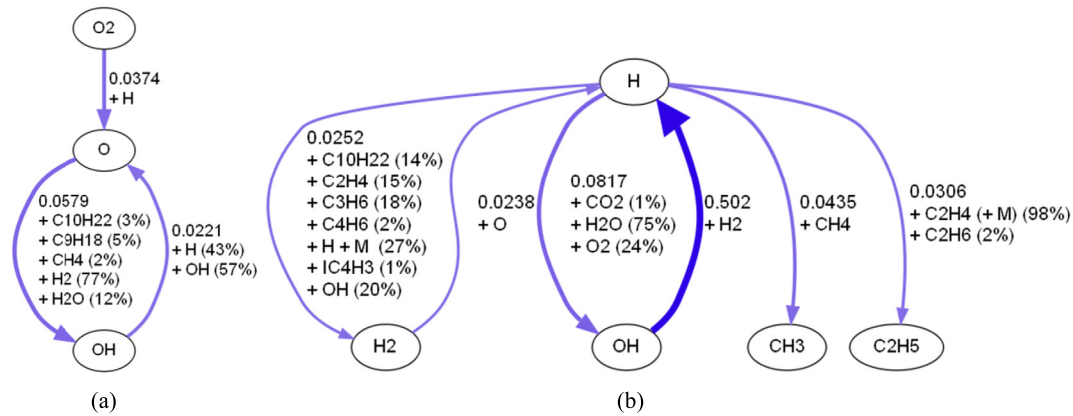 O2
0.0374
+ H
O
0.0579
+ C10H22 (3%)
+ C9H18 (5%)
+ CH4 (2%)
+ H2 (77%)
+ H2O (12%)
0.0221
+ H (43%)
+ OH (57%)
OH
(a)
H
0.0252
+ C10H22 (14%)
+ C2H4 (15%)
+ C3H6 (18%)
+ C4H6 (2%)
+ H + M (27%)
+ IC4H3 (1%)
+ OH (20%)
0.0238
+ O
0.0817
+ CO2 (1%)
+ H2O (75%)
+ O2 (24%)
0.502
+ H2
0.0435
+ CH4
0.0306
+ C2H4 (+ M) (98%)
+ C2H6 (2%)
H2
OH
CH3
C2H5
(b)